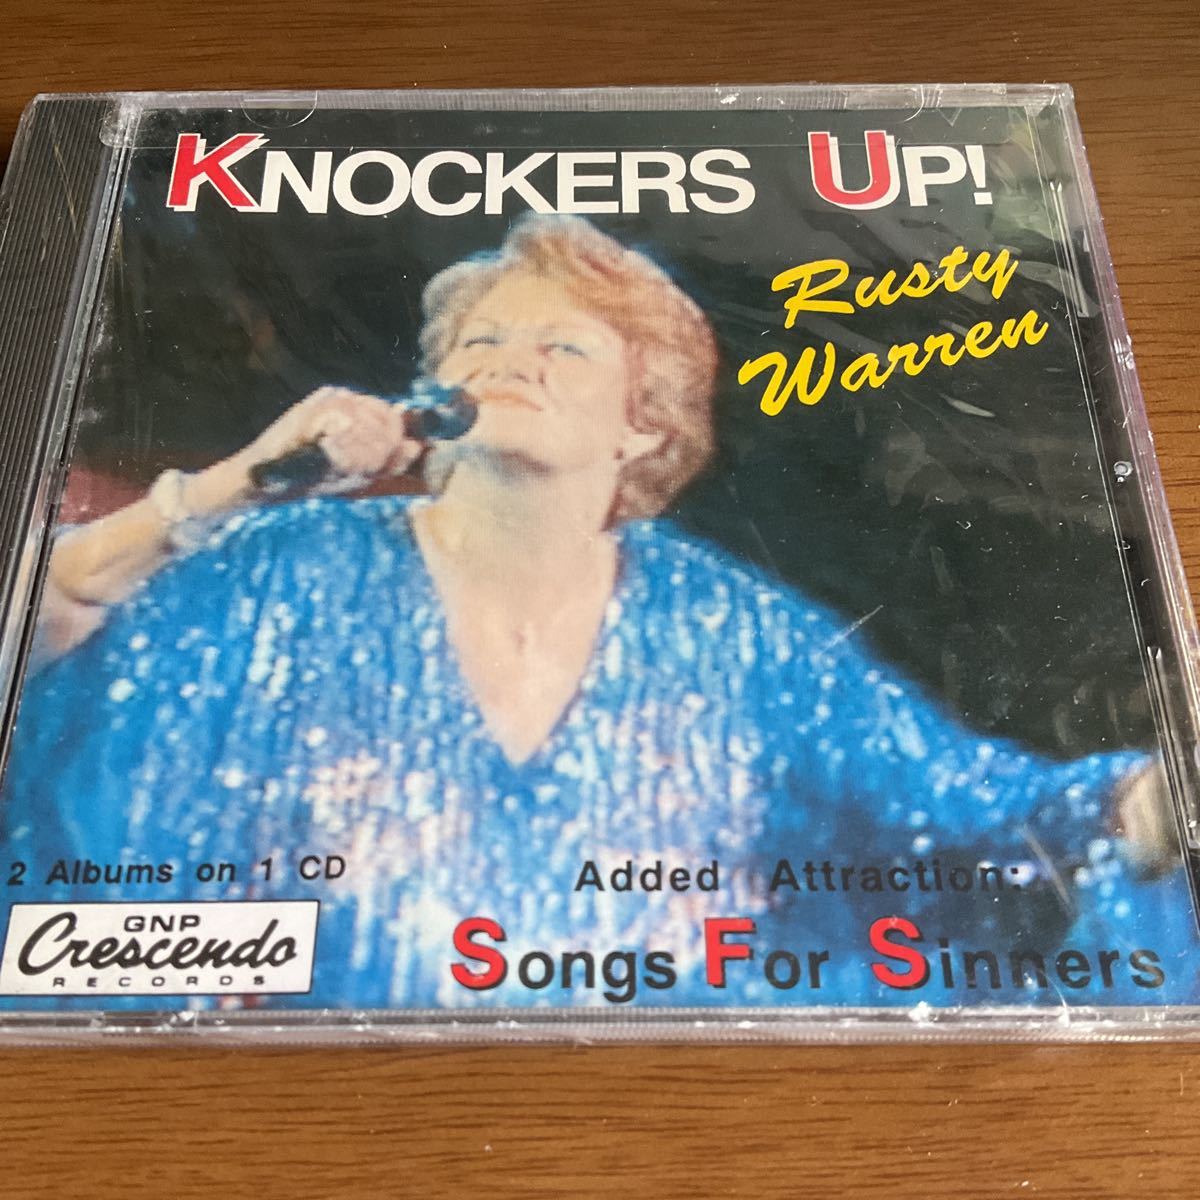 KNOCKERS UP!
Rusty
Warren
2 Albums on 1 CD
GNP
Crescendo
RECORDS
Added Attraction:
Songs For Sinners